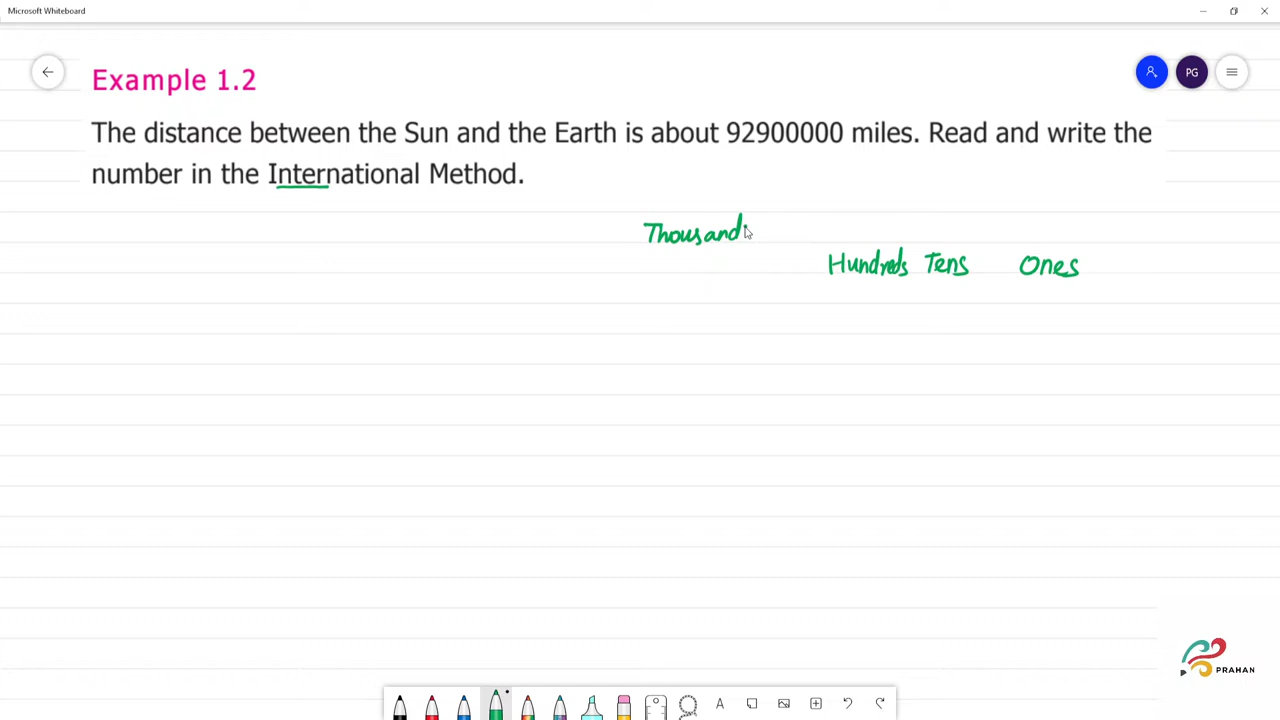 Microsoft Whiteboard
Example 1.2
PG
The distance between the Sun and the Earth is about 92900000 miles. Read and write the
number in the International Method.
Thousand
Hundreds Tens Ones
PRAHAN
A